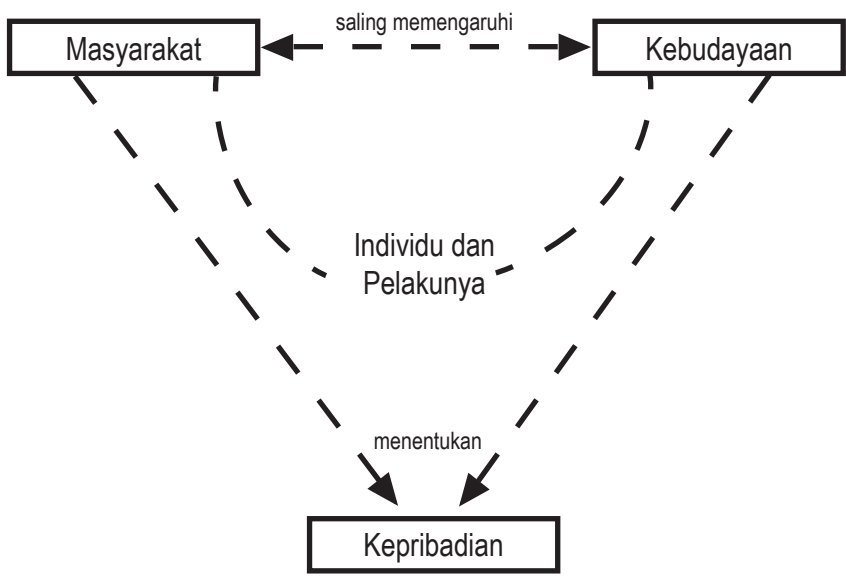 saling memengaruhi
Masyarakat
Kebudayaan
Individu dan
Pelakunya
menentukan
Kepribadian